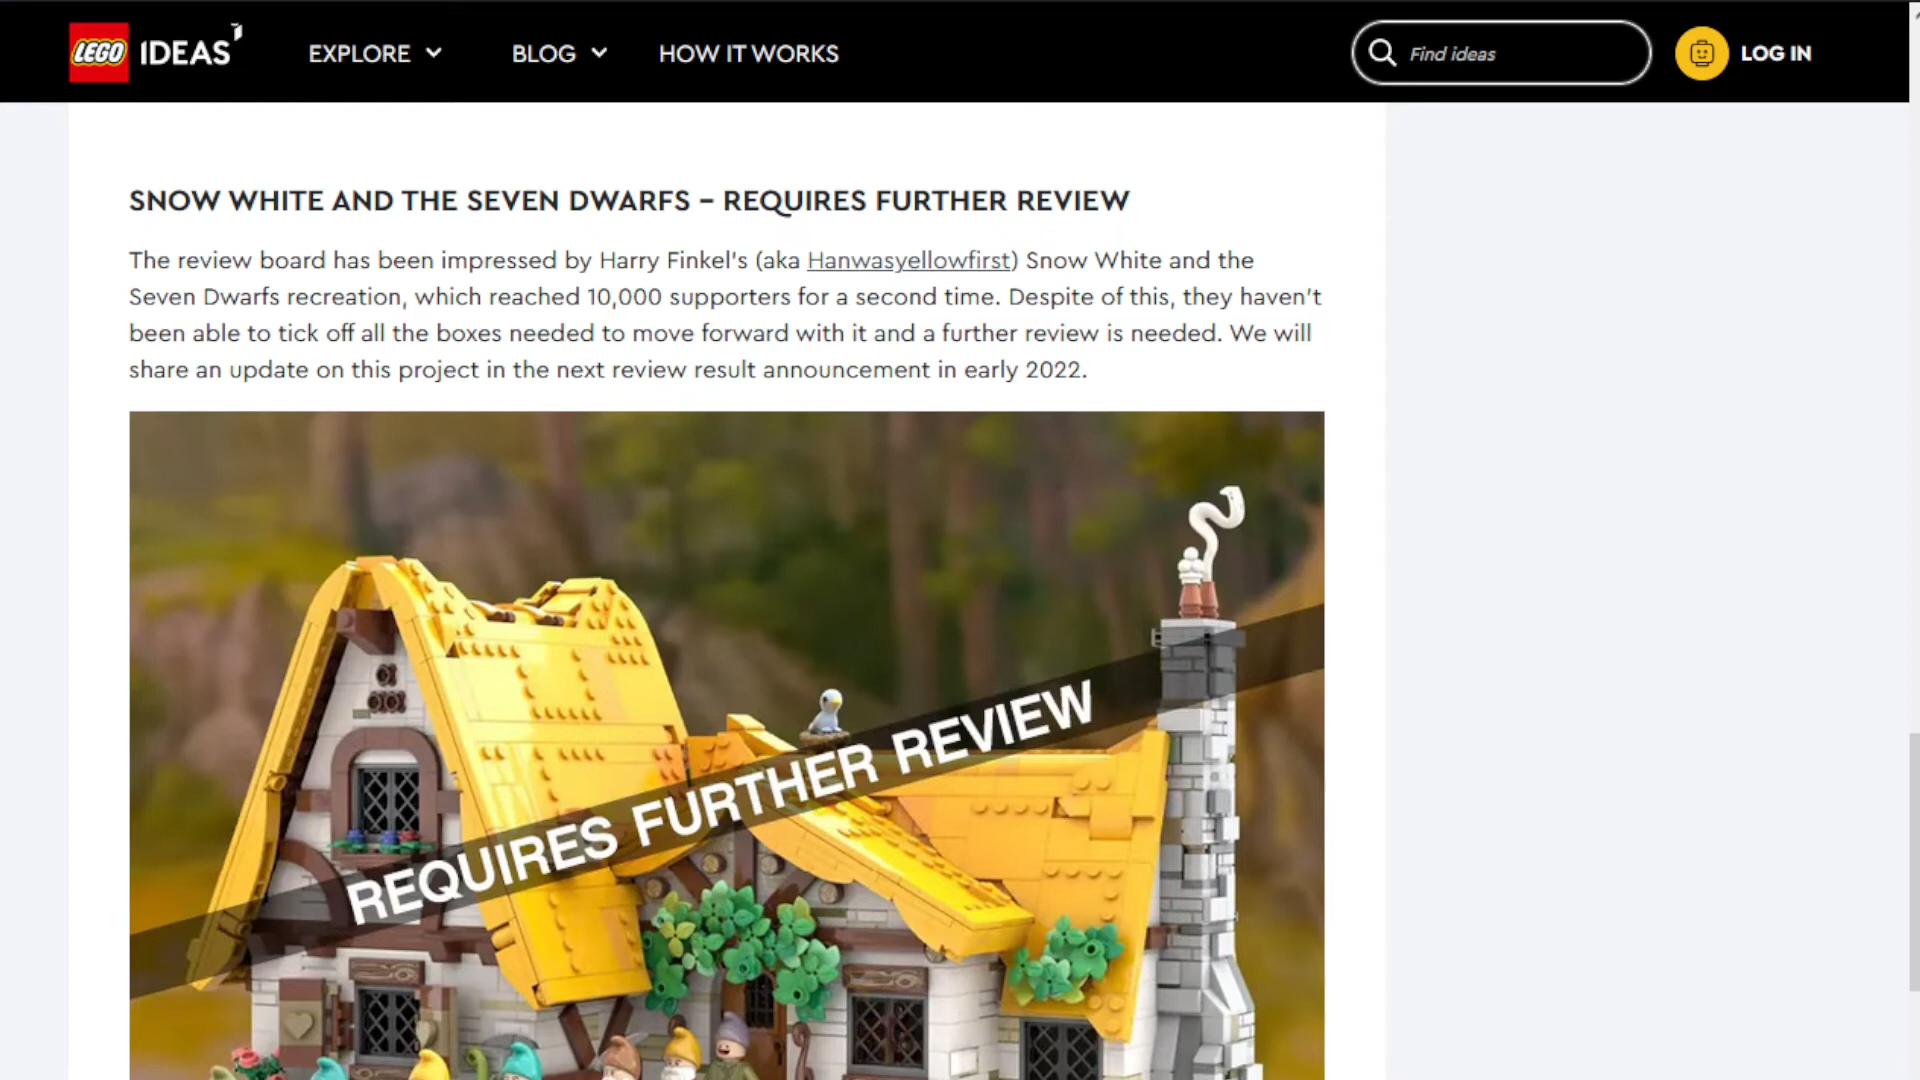 LEGO IDEAS EXPLORE BLOG HOW IT WORKS Find ideas LOG IN
SNOW WHITE AND THE SEVEN DWARFS – REQUIRES FURTHER REVIEW
The review board has been impressed by Harry Finkel's (aka Hanwasyellowfirst) Snow White and the
Seven Dwarfs recreation, which reached 10,000 supporters for a second time. Despite of this, they haven't
been able to tick off all the boxes needed to move forward with it and a further review is needed. We will
share an update on this project in the next review result announcement in early 2022.
REQUIRES FURTHER REVIEW